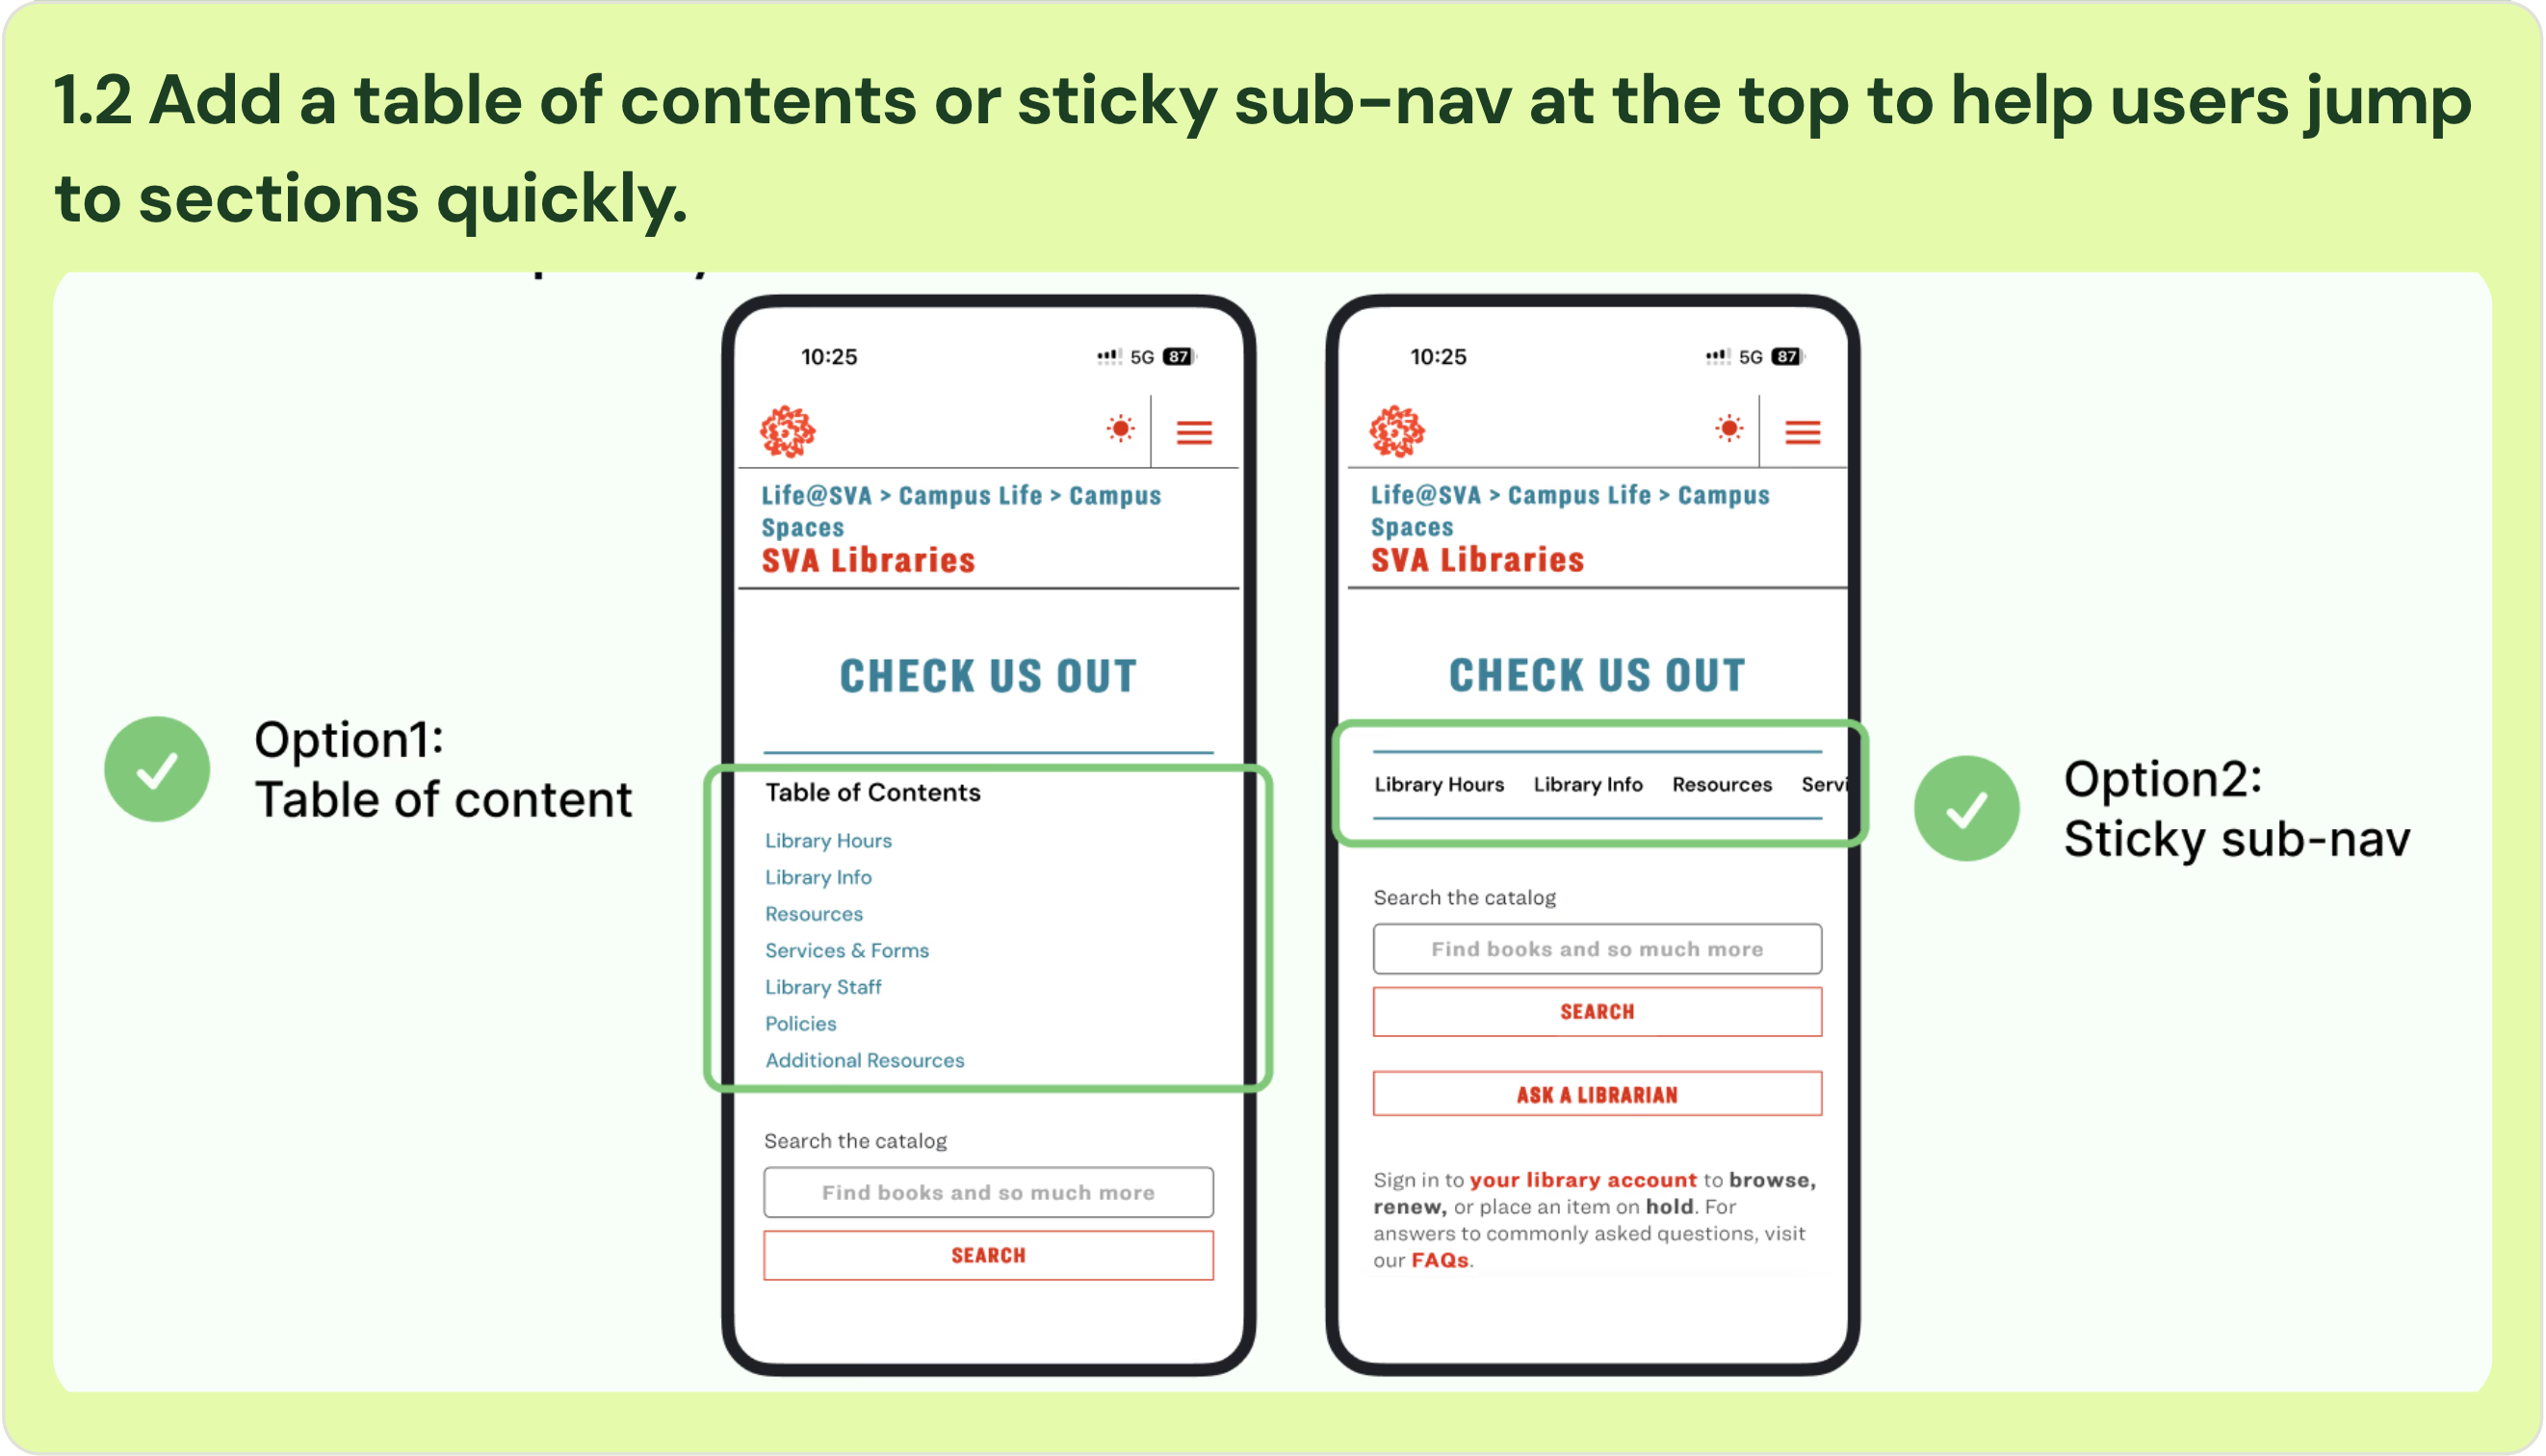 1.2 Add a table of contents or sticky sub-nav at the top to help users jump
to sections quickly.
Option1:
Table of content
10:25
5G 87
Life@SVA > Campus Life > Campus
Spaces
SVA Libraries
CHECK US OUT
Table of Contents
Library Hours
Library Info
Resources
Services & Forms
Library Staff
Policies
Additional Resources
Search the catalog
Find books and so much more
SEARCH
10:25
5G 87
Life@SVA > Campus Life > Campus
Spaces
SVA Libraries
CHECK US OUT
Library Hours Library Info Resources Servi
Search the catalog
Find books and so much more
SEARCH
ASK A LIBRARIAN
Sign in to your library account to browse,
renew, or place an item on hold. For
answers to commonly asked questions, visit
our FAQs.
Option2:
Sticky sub-nav